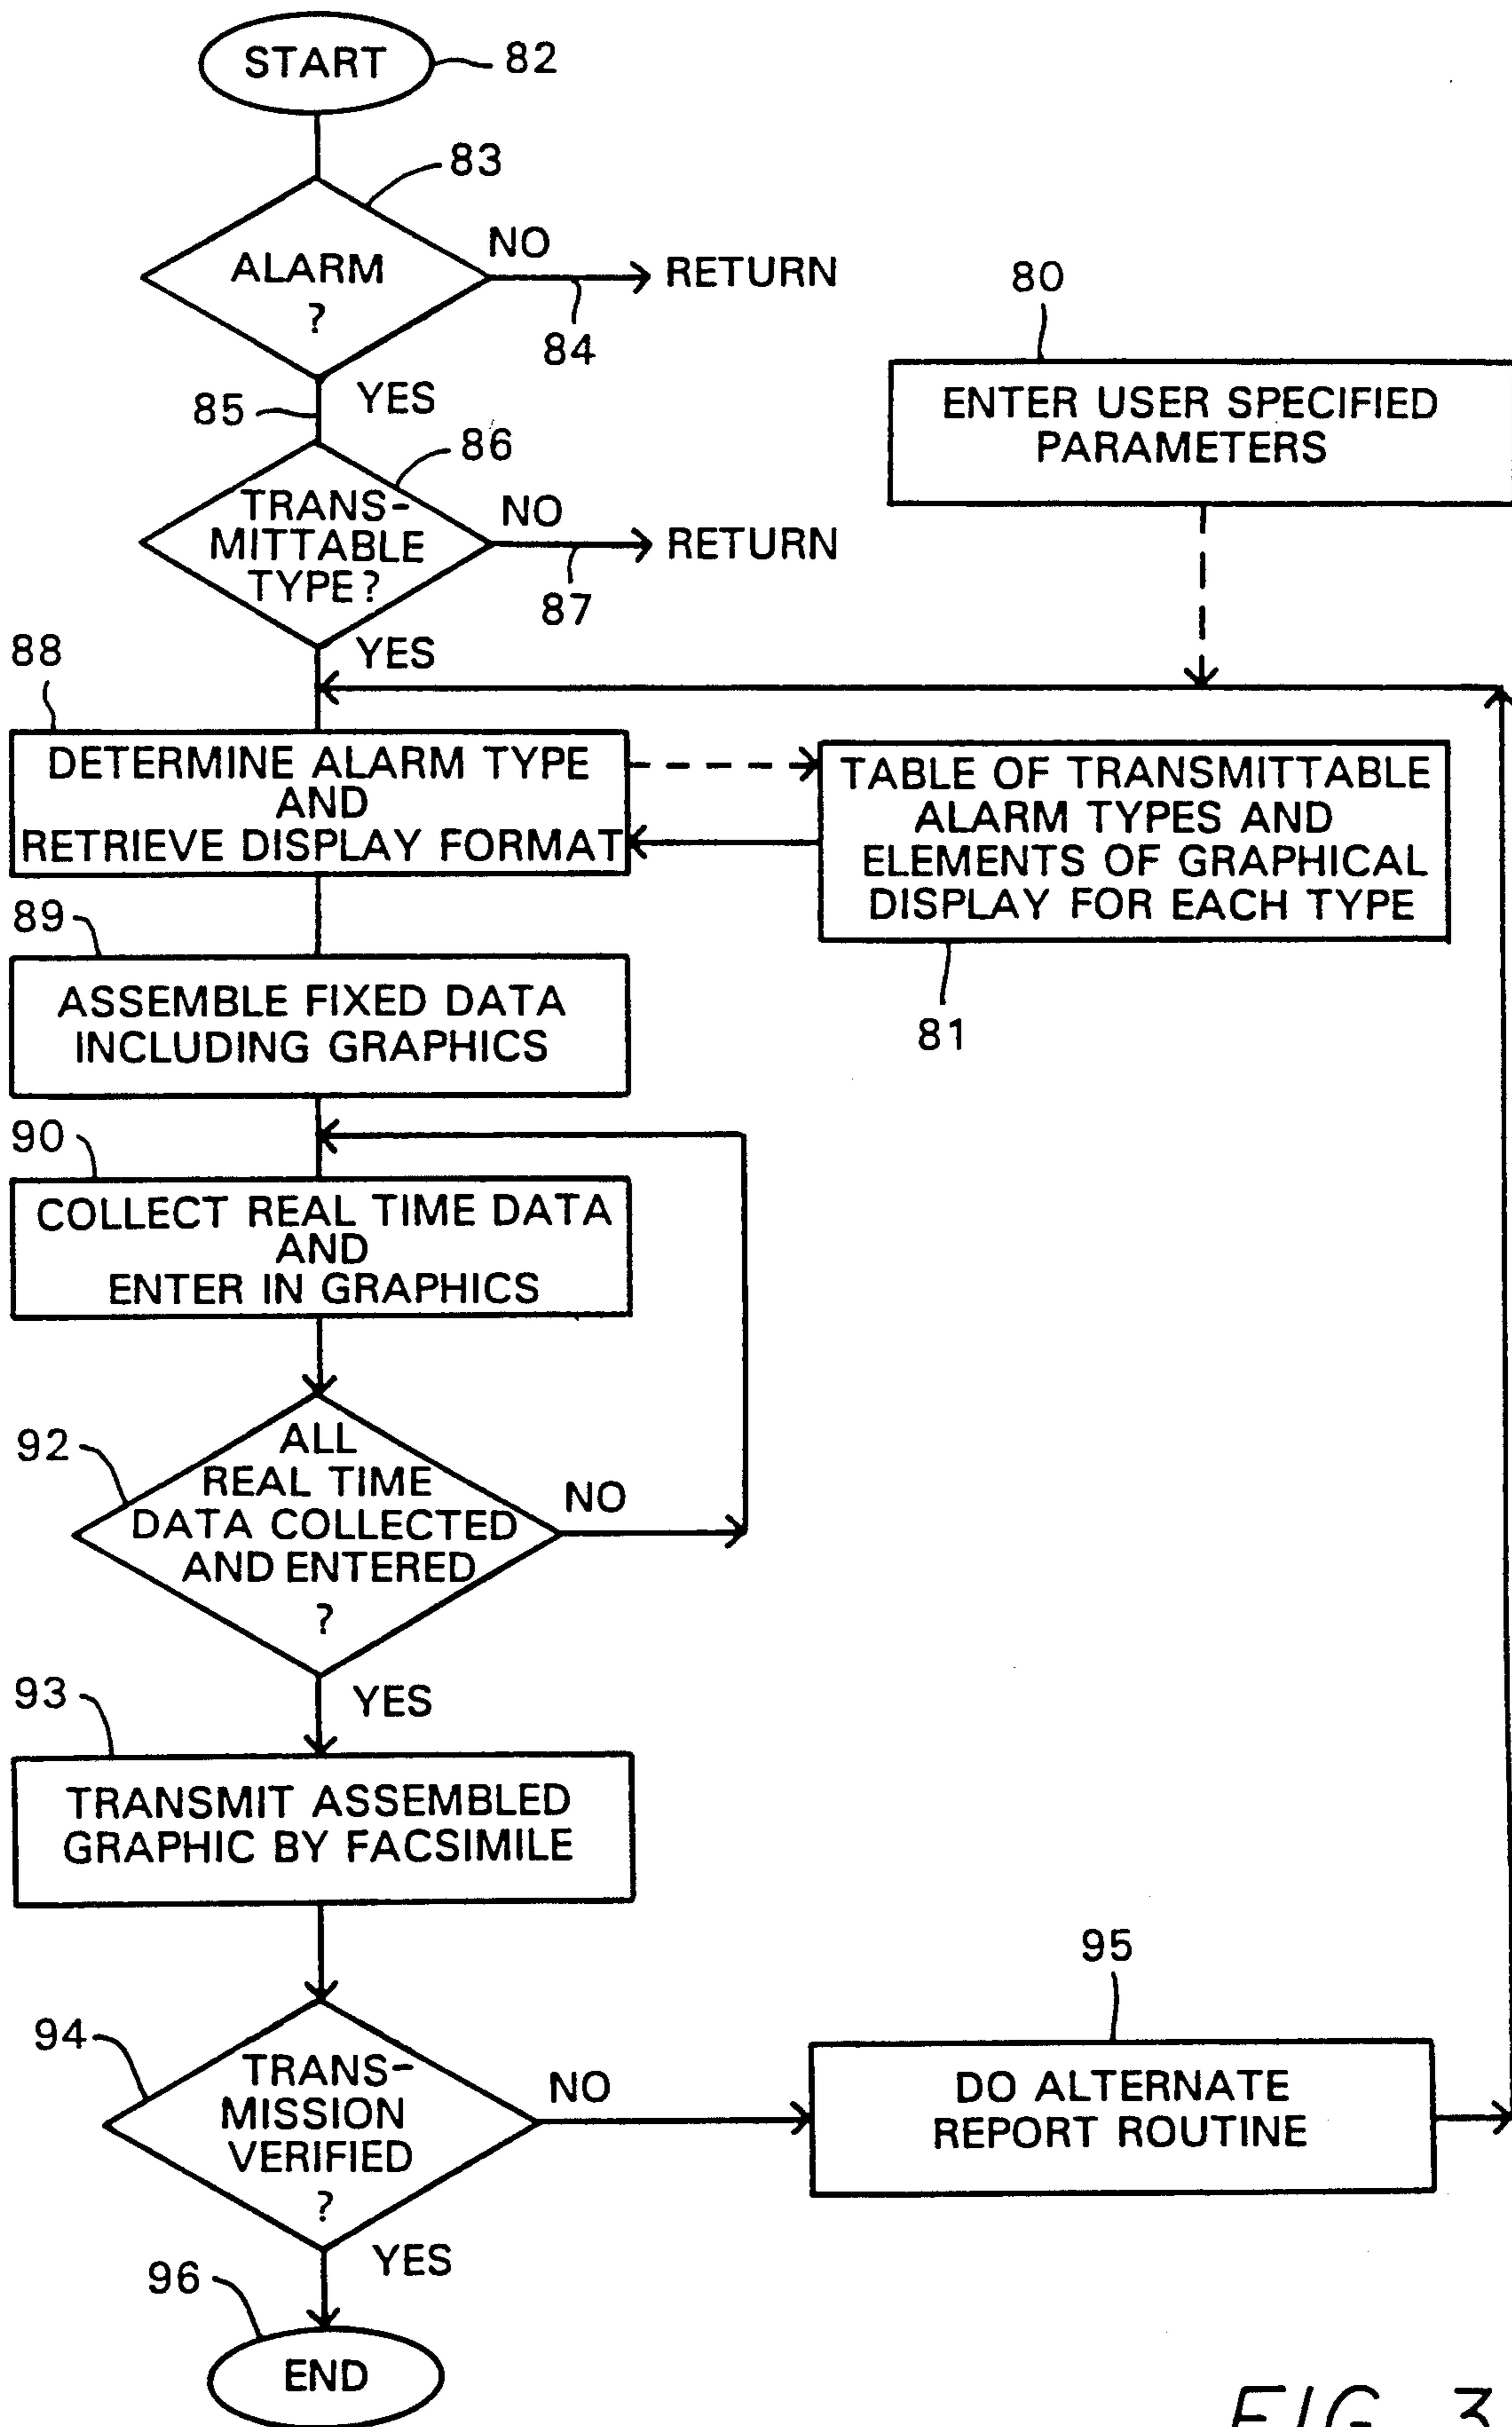 START
82
83
ALARM
?
NO
RETURN
84
85
YES
86
TRANS-
MITTABLE
TYPE?
NO
RETURN
87
YES
80
ENTER USER SPECIFIED
PARAMETERS
88
DETERMINE ALARM TYPE
AND
RETRIEVE DISPLAY FORMAT
TABLE OF TRANSMITTABLE
ALARM TYPES AND
ELEMENTS OF GRAPHICAL
DISPLAY FOR EACH TYPE
81
89
ASSEMBLE FIXED DATA
INCLUDING GRAPHICS
90
COLLECT REAL TIME DATA
AND
ENTER IN GRAPHICS
92
ALL
REAL TIME
DATA COLLECTED
AND ENTERED
?
NO
YES
93
TRANSMIT ASSEMBLED
GRAPHIC BY FACSIMILE
94
TRANS-
MISSION
VERIFIED
?
NO
95
DO ALTERNATE
REPORT ROUTINE
YES
96
END
FIG. 3